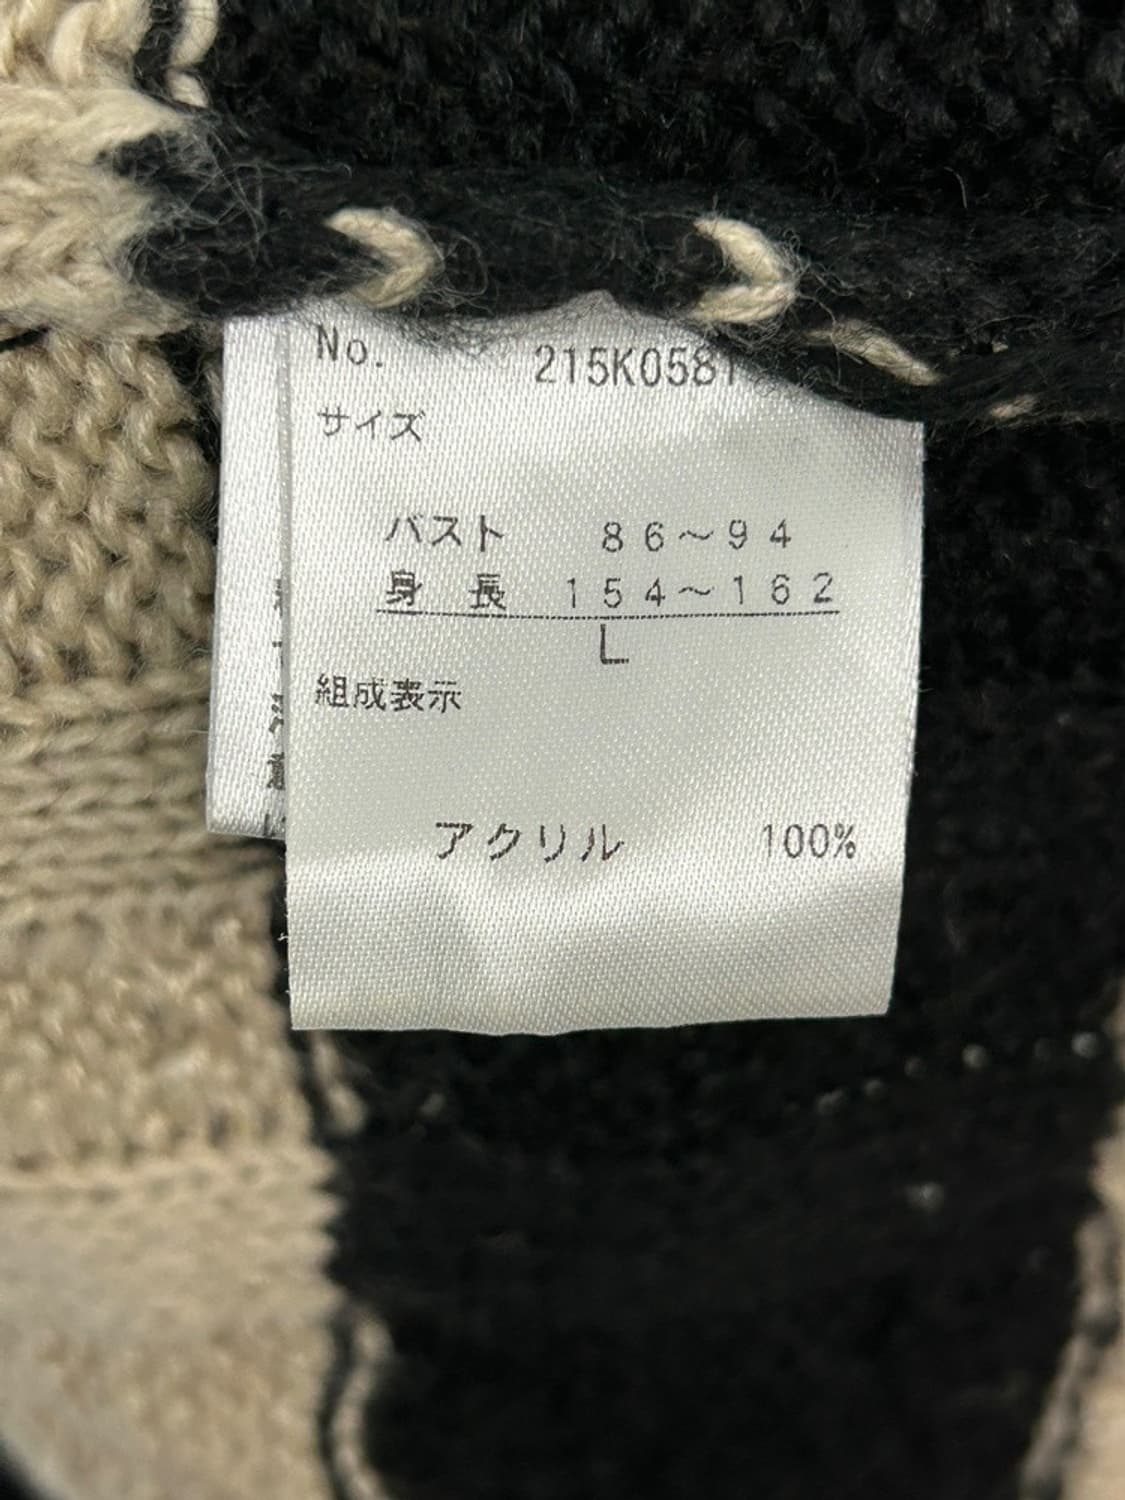 No. 215K0581
サイズ
バスト 86～94
身長 154～162
L
組成表示
アクリル 100%